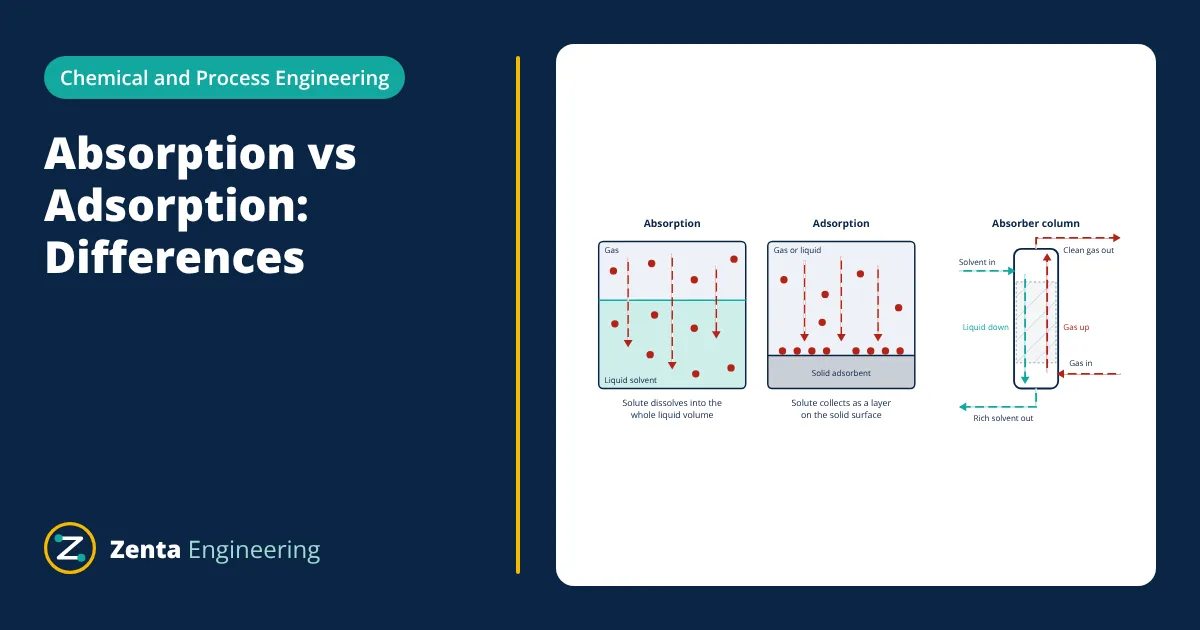 Chemical and Process Engineering
Absorption vs
Adsorption:
Differences
Zenta Engineering
Absorption
Gas
Liquid solvent
Solute dissolves into the
whole liquid volume
Adsorption
Gas or liquid
Solid adsorbent
Solute collects as a layer
on the solid surface
Absorber column
Clean gas out
Solvent in
Liquid down
Gas up
Gas in
Rich solvent out